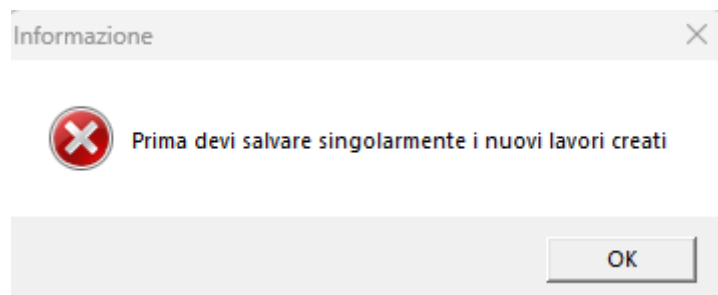 Informazione
Prima devi salvare singolarmente i nuovi lavori creati
OK